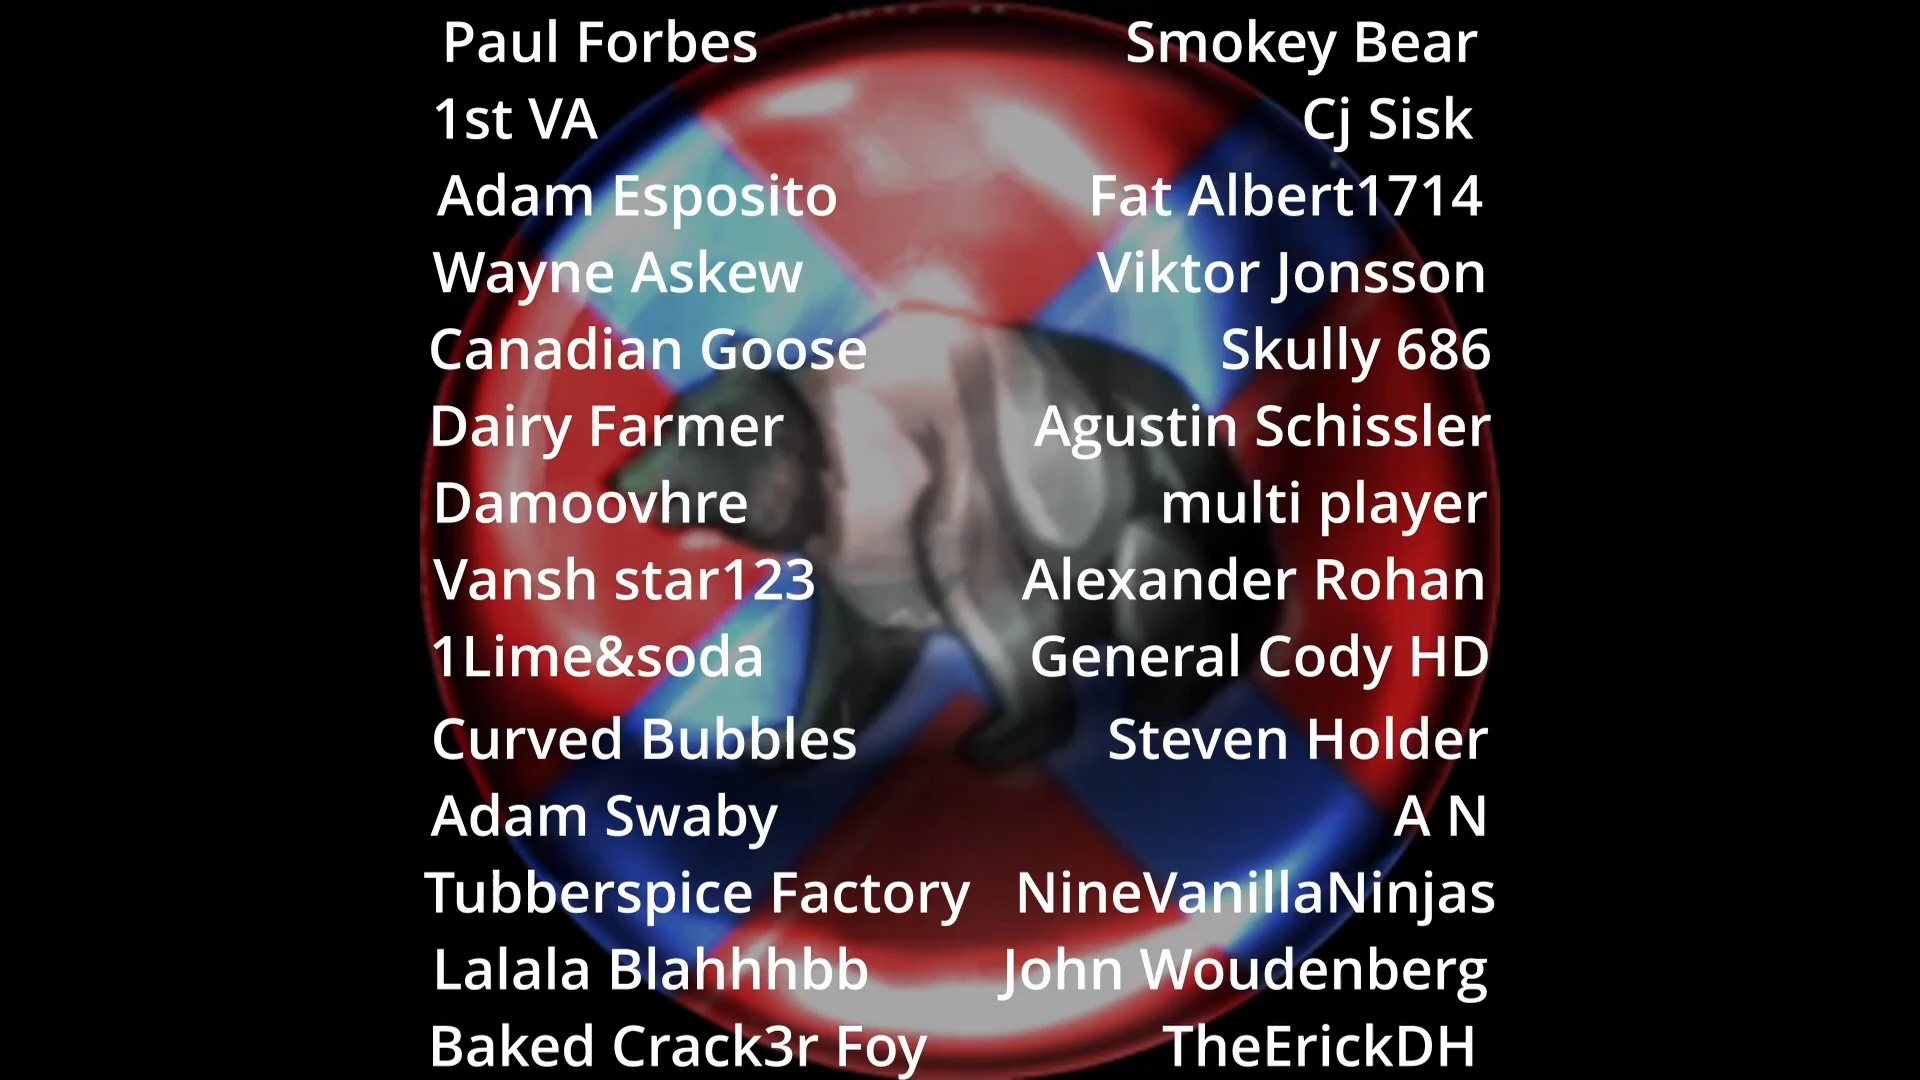 Paul Forbes Smokey Bear
1st VA Cj Sisk
Adam Esposito Fat Albert1714
Wayne Askew Viktor Jonsson
Canadian Goose Skully 686
Dairy Farmer Agustin Schissler
Damoovhre multi player
Vansh star123 Alexander Rohan
1Lime&soda General Cody HD
Curved Bubbles Steven Holder
Adam Swaby A N
Tubberspice Factory NineVanillaNinjas
Lalala Blahhhbb John Woudenberg
Baked Crack3r Foy TheErickDH